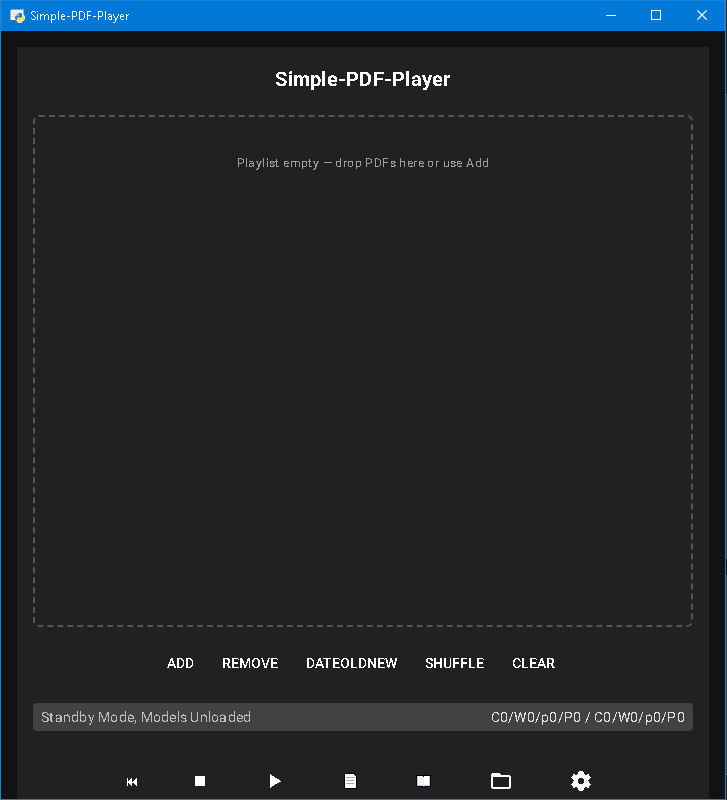 Simple-PDF-Player
Simple-PDF-Player
Playlist empty — drop PDFs here or use Add
ADD REMOVE DATEOLDNEW SHUFFLE CLEAR
Standby Mode, Models Unloaded C0/W0/p0/P0 / C0/W0/p0/P0